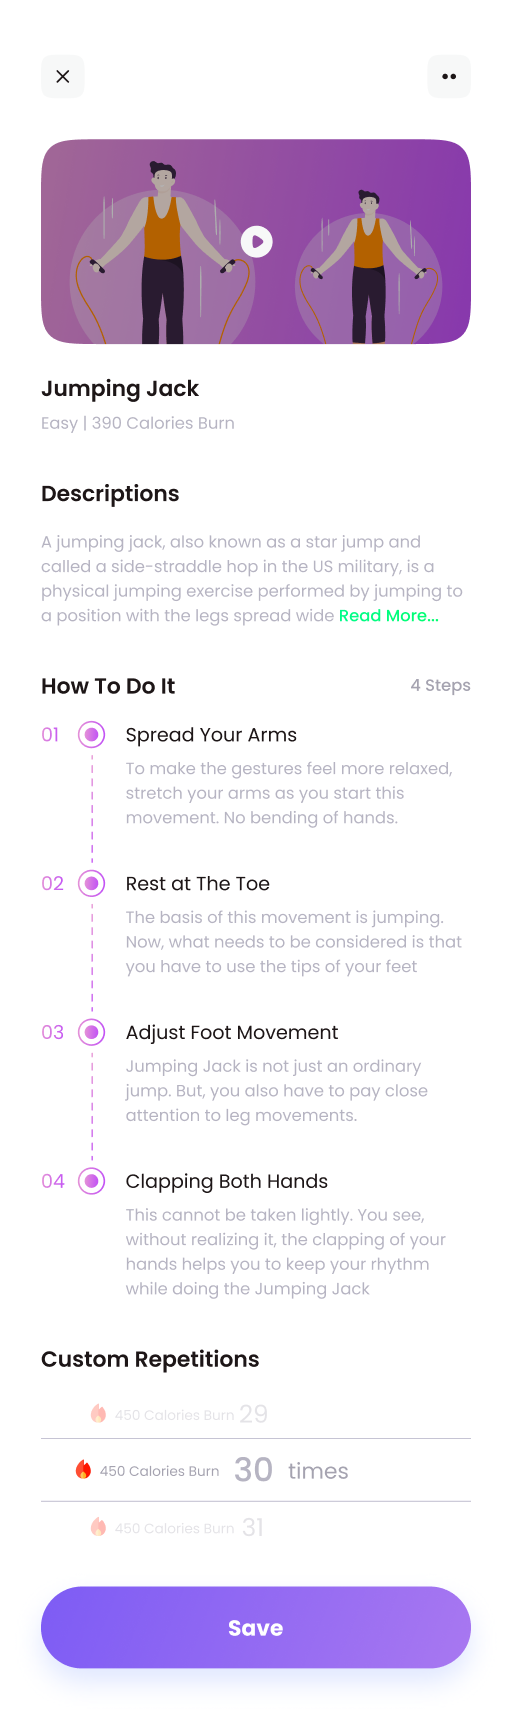 Jumping Jack
Easy | 390 Calories Burn
Descriptions
A jumping jack, also known as a star jump and
called a side-straddle hop in the US military, is a
physical jumping exercise performed by jumping to
a position with the legs spread wide Read More...
How To Do It
4 Steps
01
Spread Your Arms
To make the gestures feel more relaxed,
stretch your arms as you start this
movement. No bending of hands.
02
Rest at The Toe
The basis of this movement is jumping.
Now, what needs to be considered is that
you have to use the tips of your feet
03
Adjust Foot Movement
Jumping Jack is not just an ordinary
jump. But, you also have to pay close
attention to leg movements.
04
Clapping Both Hands
This cannot be taken lightly. You see,
without realizing it, the clapping of your
hands helps you to keep your rhythm
while doing the Jumping Jack
Custom Repetitions
450 Calories Burn 29
450 Calories Burn 30 times
450 Calories Burn 31
Save